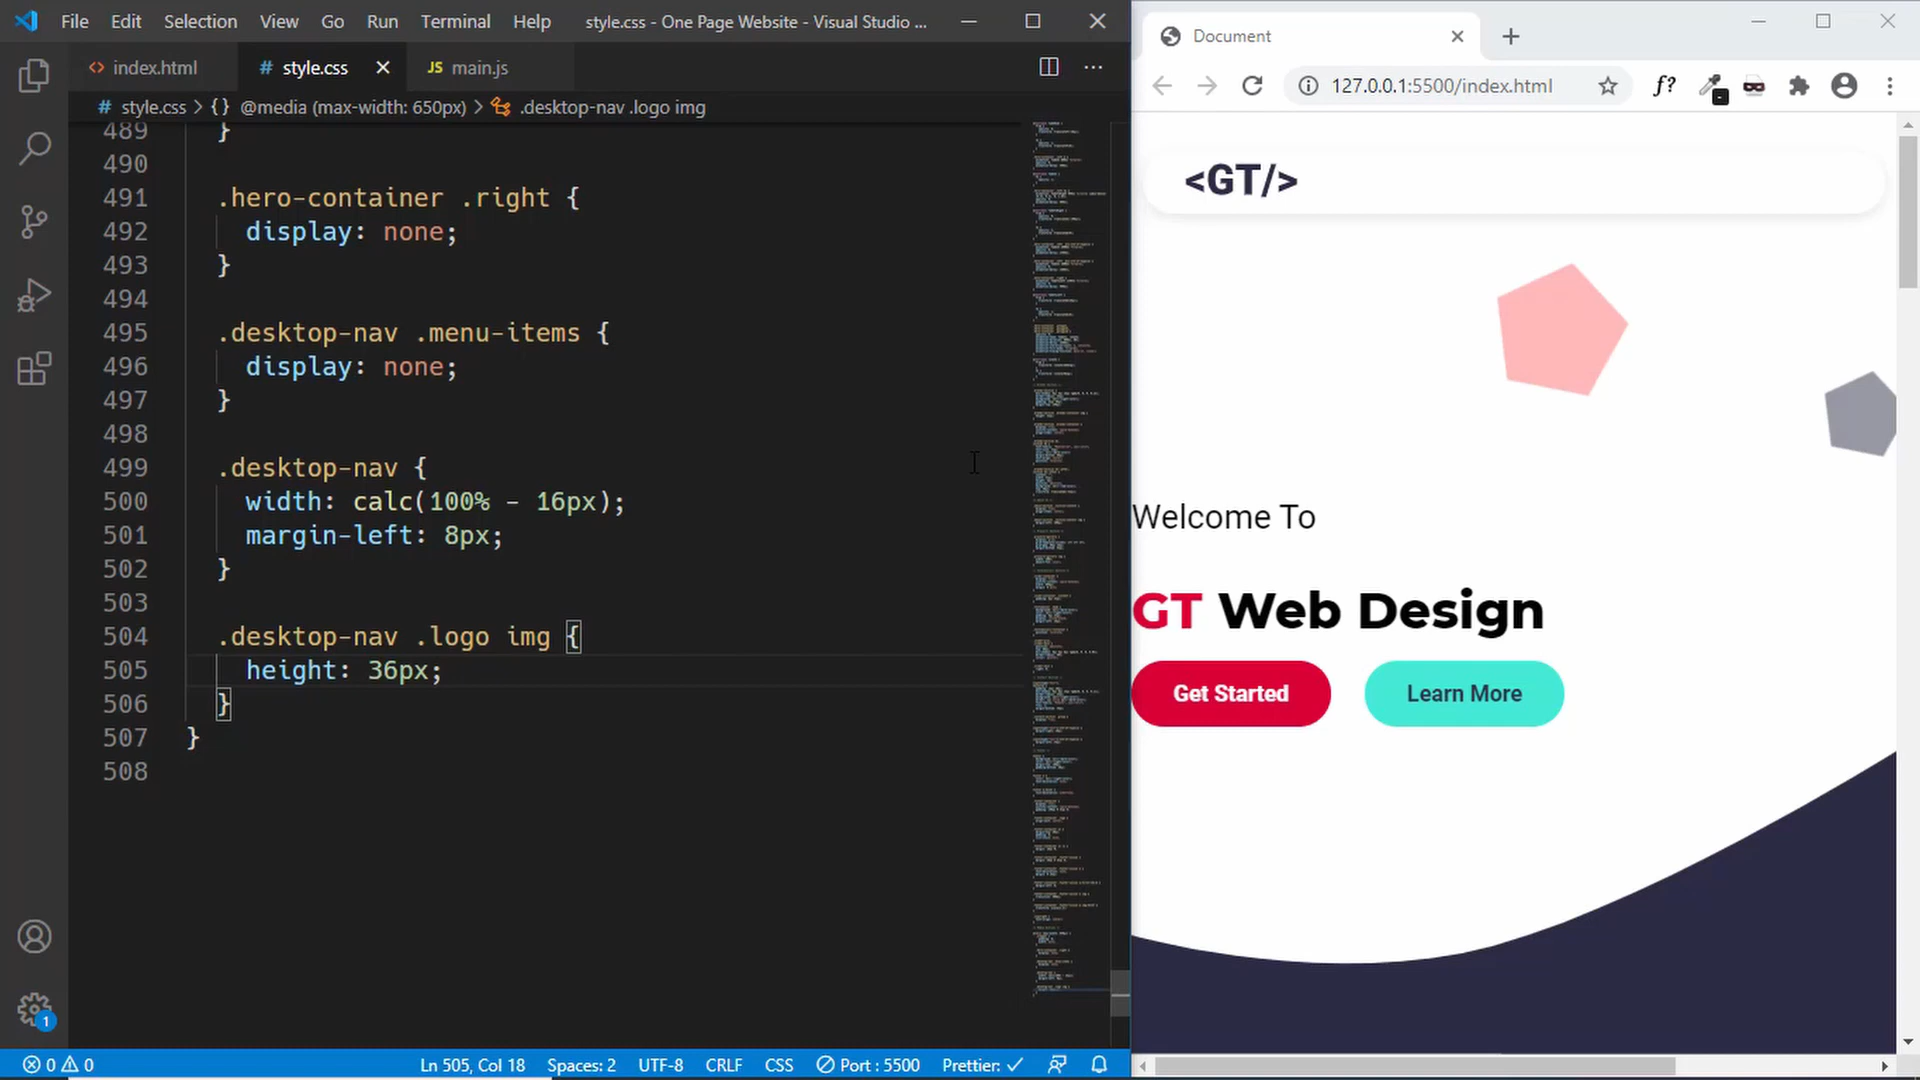 File Edit Selection View Go Run Terminal Help style.css - One Page Website - Visual Studio ...
<> index.html # style.css JS main.js
# style.css > {} @media (max-width: 650px) > .desktop-nav .logo img
489 }
490
491 .hero-container .right {
492 display: none;
493 }
494
495 .desktop-nav .menu-items {
496 display: none;
497 }
498
499 .desktop-nav {
500 width: calc(100% - 16px);
501 margin-left: 8px;
502 }
503
504 .desktop-nav .logo img {
505 height: 36px;
506 }
507 }
508
1
0 0 Ln 505, Col 18 Spaces: 2 UTF-8 CRLF CSS Port : 5500 Prettier: ✓
Document
127.0.0.1:5500/index.html f?
<GT/>
Welcome To
GT Web Design
Get Started Learn More